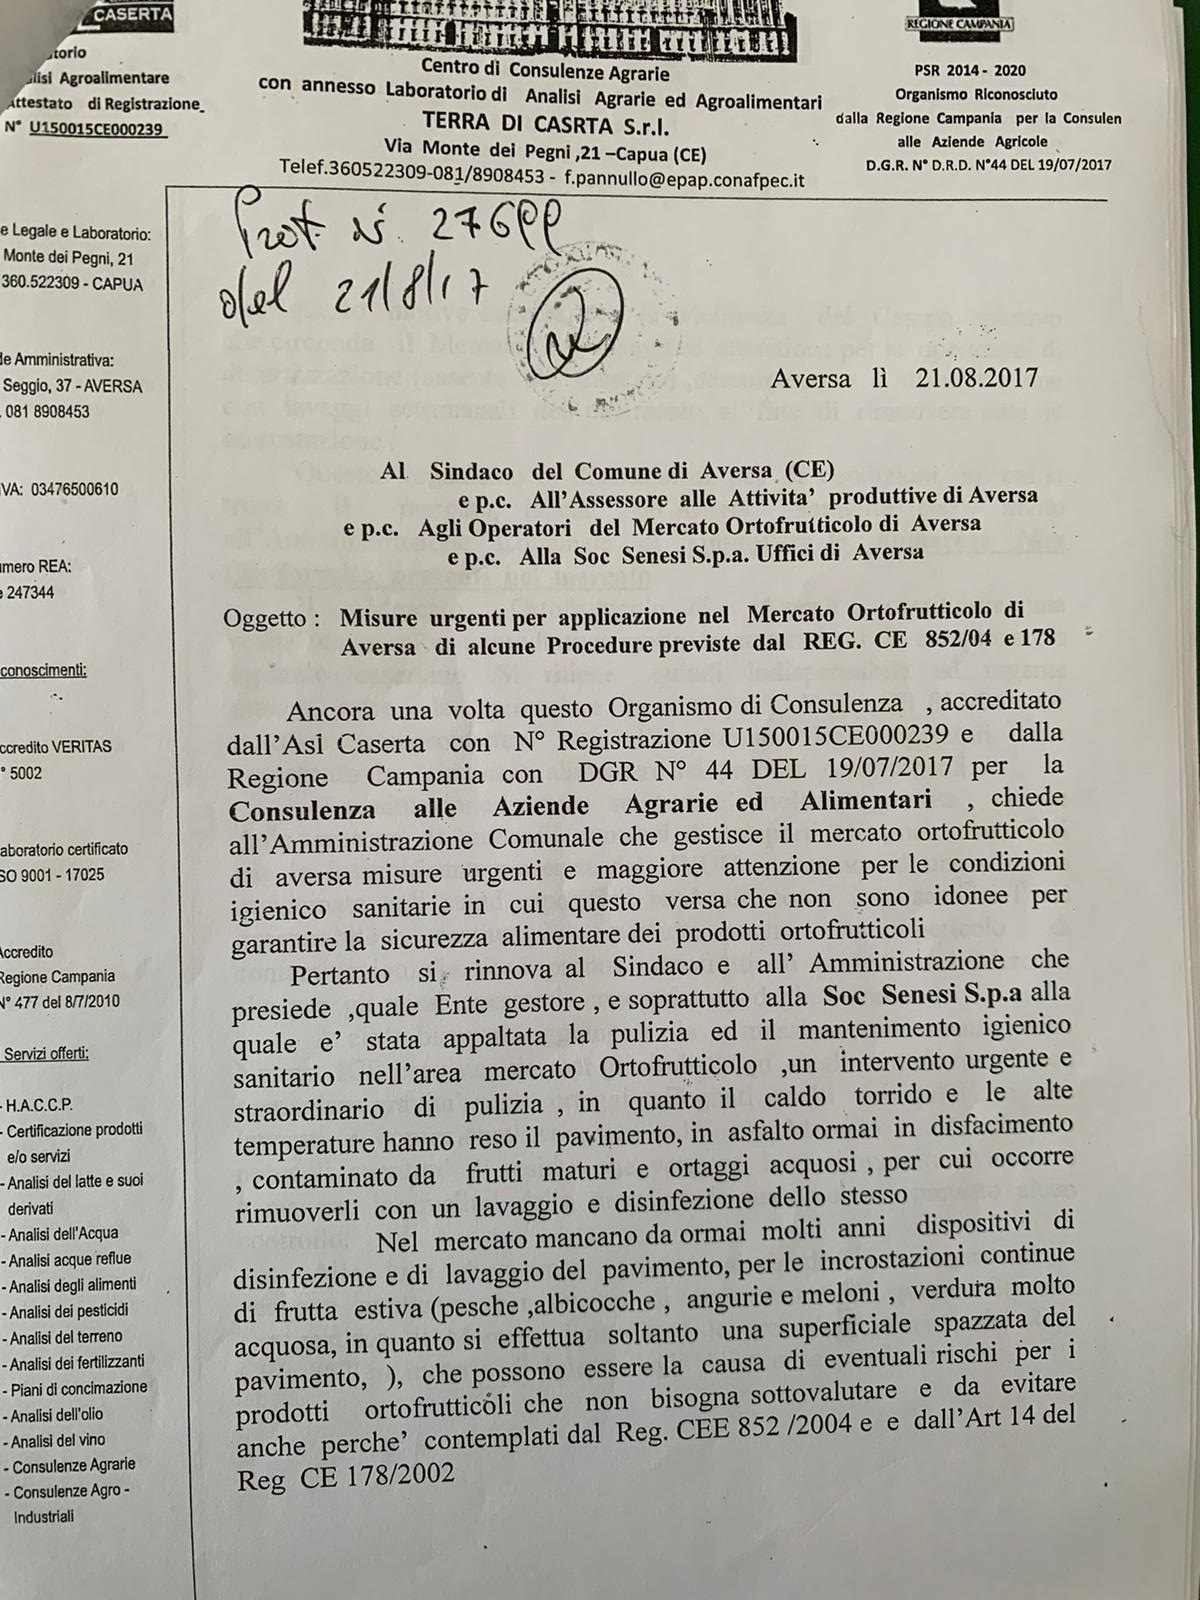 CASERTA
Agroalimentare
Attestato di Registrazione
N° U150015CE000239
Centro di Consulenze Agrarie
con annesso Laboratorio di Analisi Agrarie ed Agroalimentari
TERRA DI CASRTA S.r.l.
Via Monte dei Pegni ,21 –Capua (CE)
Telef.360522309-081/8908453 - f.pannullo@epap.conafpec.it
REGIONE CAMPANIA
PSR 2014 - 2020
Organismo Riconosciuto
dalla Regione Campania per la Consulen
alle Aziende Agricole
D.G.R. N° D.R.D. N°44 DEL 19/07/2017
Prot. N. 276PP
del 21/8/17
e Legale e Laboratorio:
Monte dei Pegni, 21
360.522309 - CAPUA
de Amministrativa:
Seggio, 37 - AVERSA
081 8908453
IVA: 03476500610
umero REA:
247344
conoscimenti:
ccredito VERITAS
° 5002
aboratorio certificato
SO 9001 - 17025
Accredito
Regione Campania
N° 477 del 8/7/2010
Servizi offerti:
- H.A.C.C.P.
- Certificazione prodotti
e/o servizi
- Analisi del latte e suoi
derivati
- Analisi dell'Acqua
- Analisi acque reflue
- Analisi degli alimenti
- Analisi dei pesticidi
- Analisi del terreno
- Analisi dei fertilizzanti
- Piani di concimazione
- Analisi dell'olio
- Analisi del vino
- Consulenze Agrarie
- Consulenze Agro -
Industriali
Aversa lì 21.08.2017
Al Sindaco del Comune di Aversa (CE)
e p.c. All'Assessore alle Attivita' produttive di Aversa
e p.c. Agli Operatori del Mercato Ortofrutticolo di Aversa
e p.c. Alla Soc Senesi S.p.a. Uffici di Aversa
Oggetto : Misure urgenti per applicazione nel Mercato Ortofrutticolo di
Aversa di alcune Procedure previste dal REG. CE 852/04 e 178
Ancora una volta questo Organismo di Consulenza , accreditato
dall'Asl Caserta con N° Registrazione U150015CE000239 e dalla
Regione Campania con DGR N° 44 DEL 19/07/2017 per la
Consulenza alle Aziende Agrarie ed Alimentari , chiede
all'Amministrazione Comunale che gestisce il mercato ortofrutticolo
di aversa misure urgenti e maggiore attenzione per le condizioni
igienico sanitarie in cui questo versa che non sono idonee per
garantire la sicurezza alimentare dei prodotti ortofrutticoli
Pertanto si rinnova al Sindaco e all' Amministrazione che
presiede ,quale Ente gestore , e soprattutto alla Soc Senesi S.p.a alla
quale e' stata appaltata la pulizia ed il mantenimento igienico
sanitario nell'area mercato Ortofrutticolo ,un intervento urgente e
straordinario di pulizia , in quanto il caldo torrido e le alte
temperature hanno reso il pavimento, in asfalto ormai in disfacimento
, contaminato da frutti maturi e ortaggi acquosi , per cui occorre
rimuoverli con un lavaggio e disinfezione dello stesso
Nel mercato mancano da ormai molti anni dispositivi di
disinfezione e di lavaggio del pavimento, per le incrostazioni continue
di frutta estiva (pesche ,albicocche , angurie e meloni , verdura molto
acquosa, in quanto si effettua soltanto una superficiale spazzata del
pavimento, ), che possono essere la causa di eventuali rischi per i
prodotti ortofrutticoli che non bisogna sottovalutare e da evitare
anche perche' contemplati dal Reg. CEE 852 /2004 e e dall'Art 14 del
Reg CE 178/2002